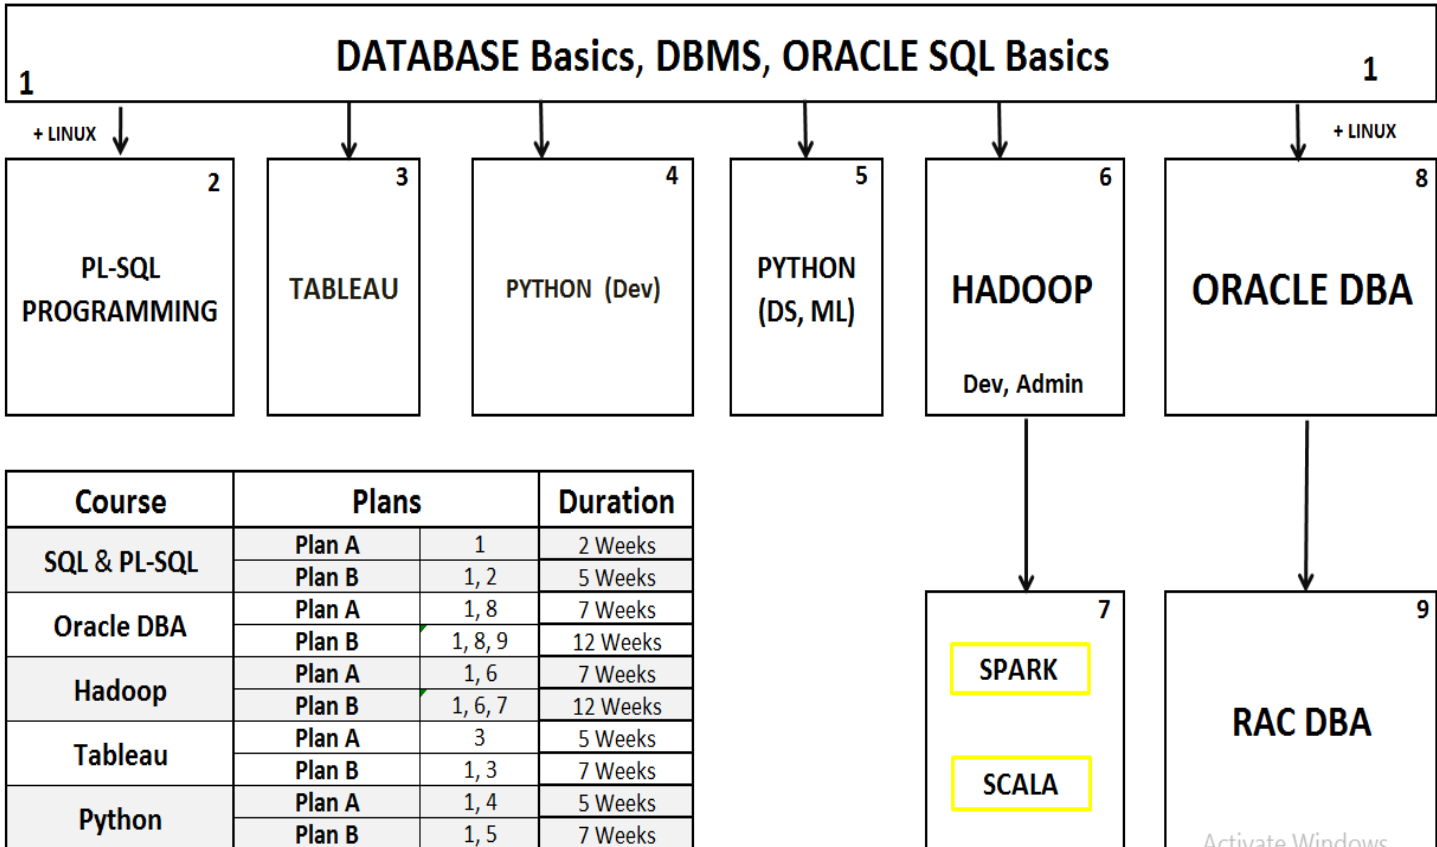 DATABASE Basics, DBMS, ORACLE SQL Basics
1
1
+ LINUX
+ LINUX
2
PL-SQL
PROGRAMMING
3
TABLEAU
4
PYTHON (Dev)
5
PYTHON
(DS, ML)
6
HADOOP
Dev, Admin
8
ORACLE DBA
Course Plans Duration
SQL & PL-SQL
Plan A 1 2 Weeks
Plan B 1, 2 5 Weeks
Oracle DBA
Plan A 1, 8 7 Weeks
Plan B 1, 8, 9 12 Weeks
Hadoop
Plan A 1, 6 7 Weeks
Plan B 1, 6, 7 12 Weeks
Tableau
Plan A 3 5 Weeks
Plan B 1, 3 7 Weeks
Python
Plan A 1, 4 5 Weeks
Plan B 1, 5 7 Weeks
7
SPARK
SCALA
9
RAC DBA
Activate Windows